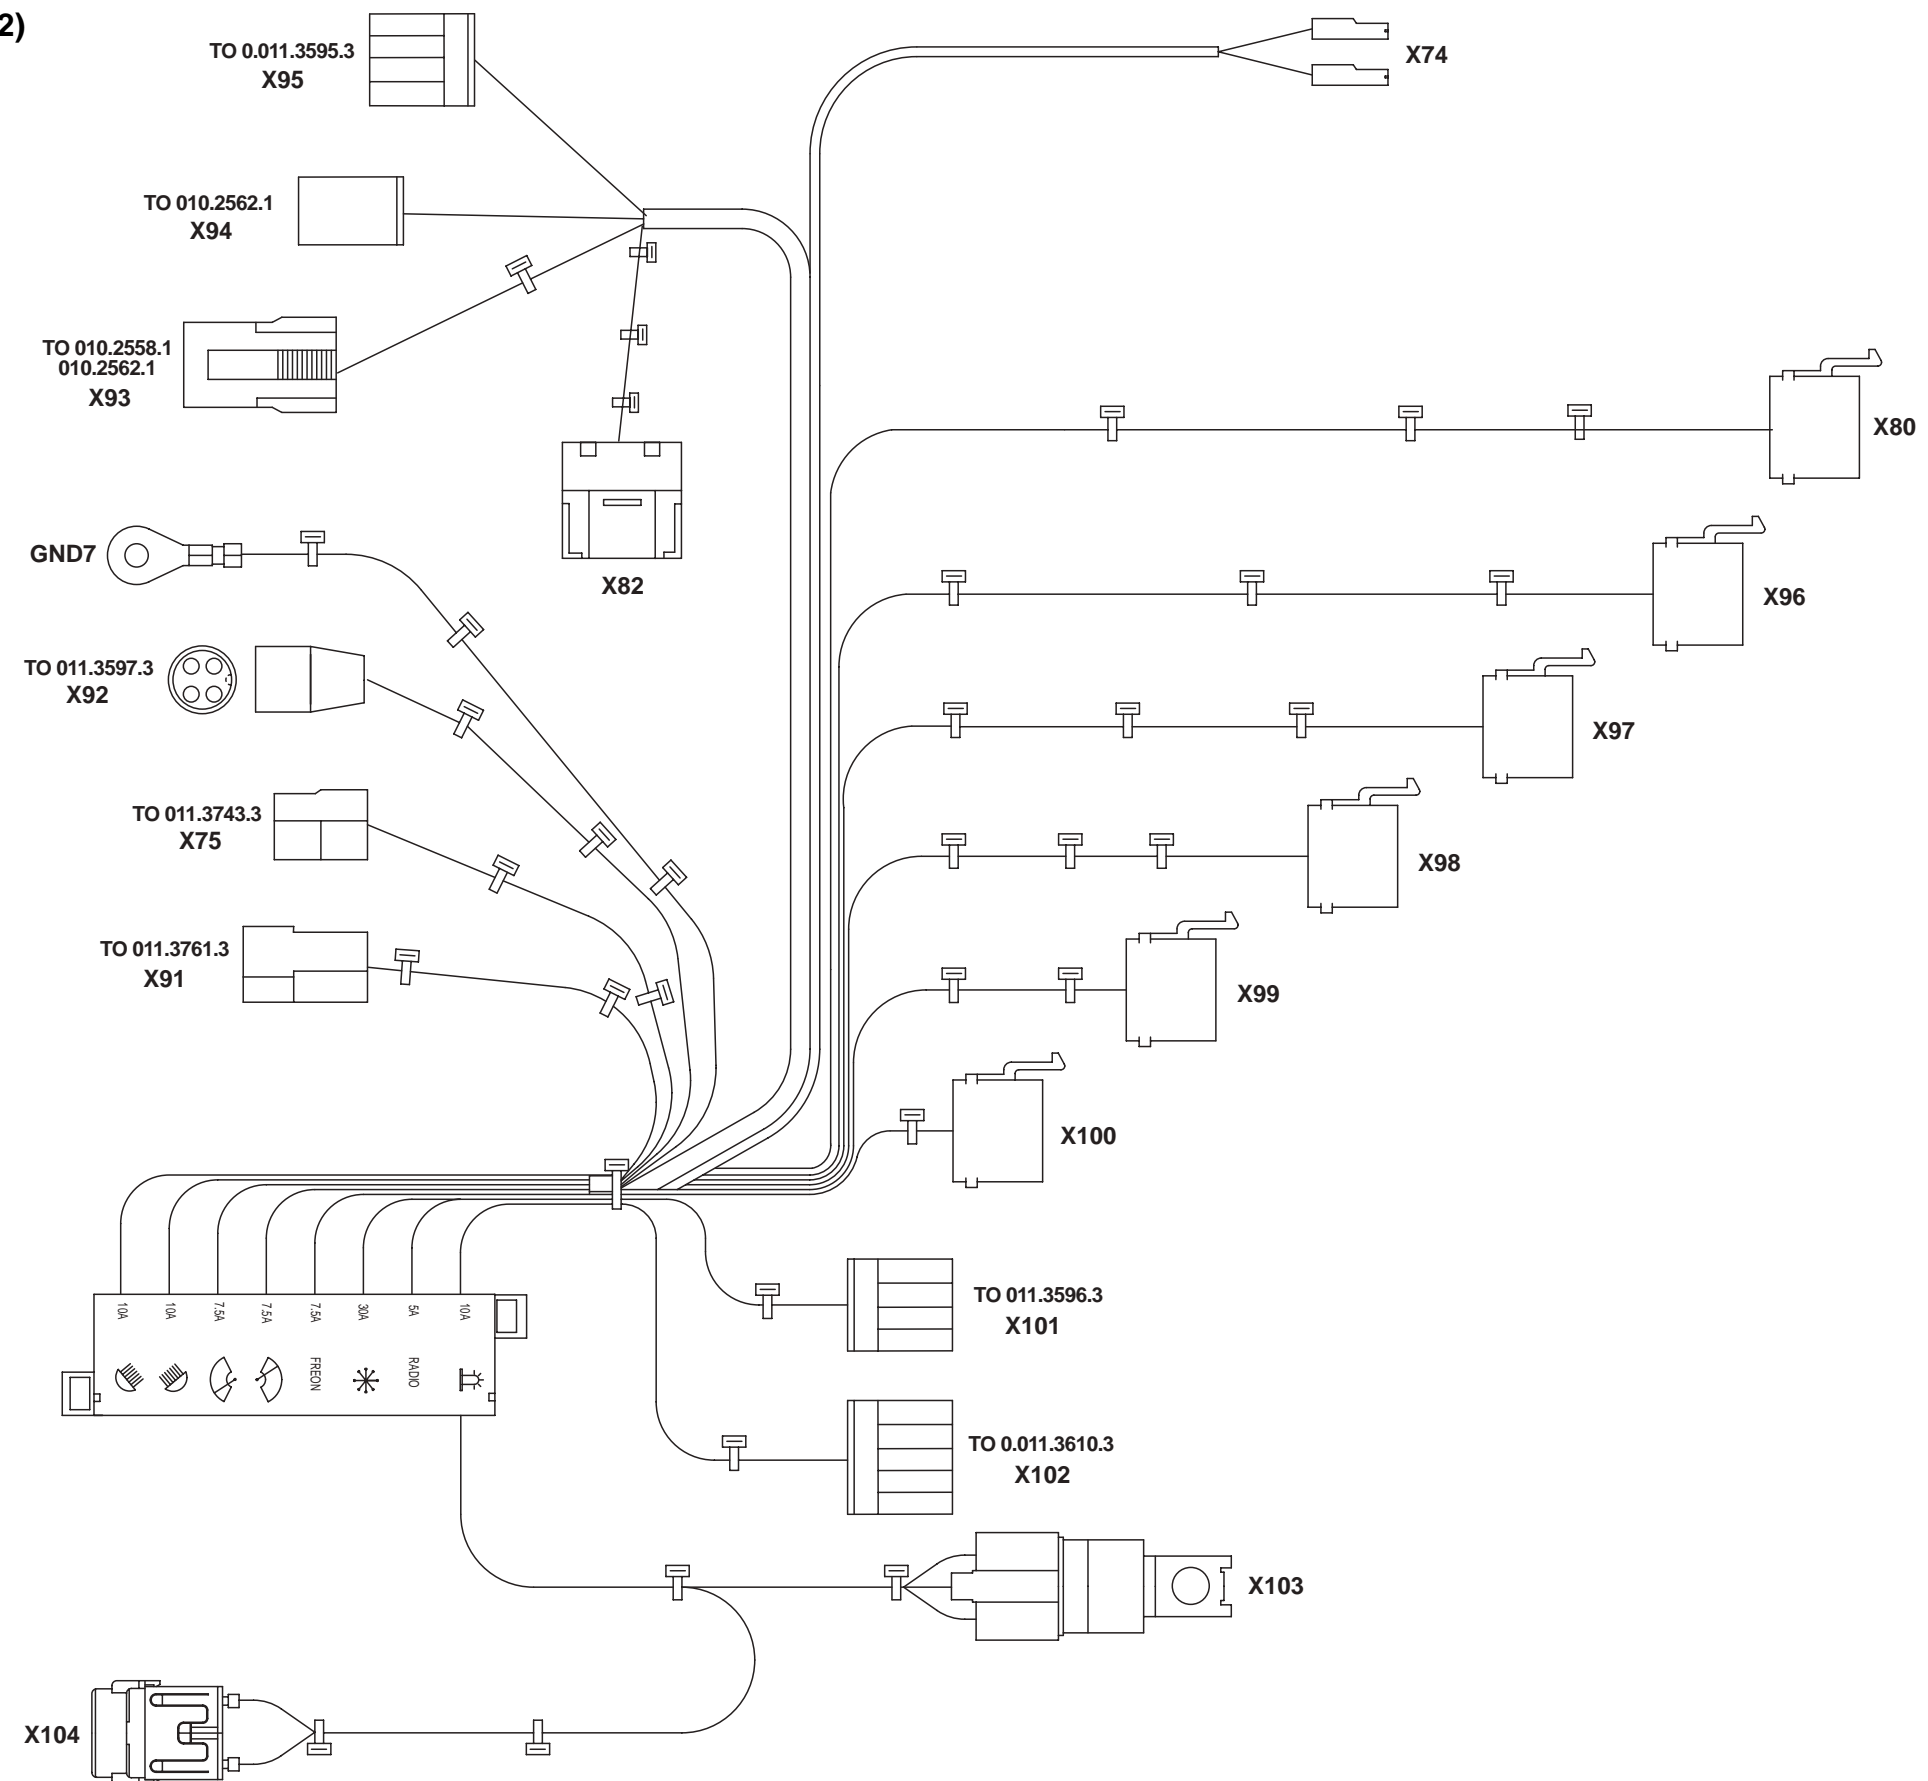 2)
TO 0.011.3595.3
X95
X74
TO 010.2562.1
X94
TO 010.2558.1
010.2562.1
X93
X80
GND7
X82
X96
TO 011.3597.3
X92
X97
TO 011.3743.3
X75
X98
TO 011.3761.3
X91
X99
X100
TO 011.3596.3
X101
10A
10A
7.5A
7.5A
7.5A
30A
5A
10A
FREON
RADIO
TO 0.011.3610.3
X102
X103
X104